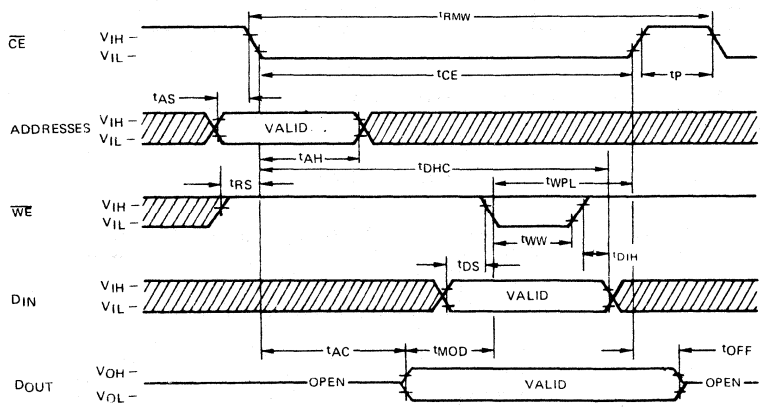 tRMW
CE
VIH
VIL
tCE
tP
tAS
ADDRESSES
VIH
VIL
VALID
tAH
tDHC
tRS
tWPL
WE
VIH
VIL
tWW
tDIH
tDS
DIN
VIH
VIL
VALID
tAC
tMOD
tOFF
DOUT
VOH
VOL
OPEN
VALID
OPEN